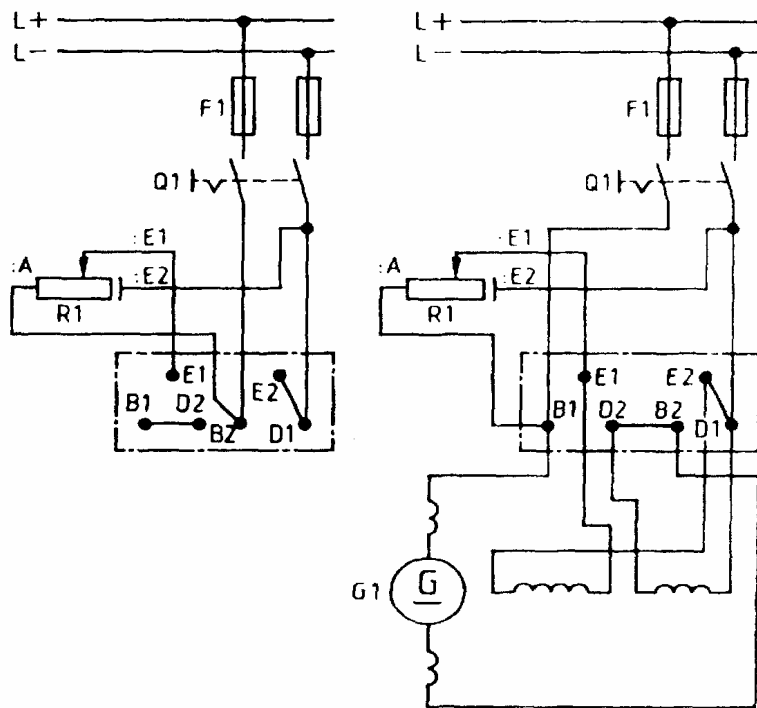 L+
L−
F1
Q1
:E1
:A
:E2
R1
E1
E2
B1
D2
B2
D1
L+
L−
F1
Q1
:E1
:A
:E2
R1
E1
E2
B1
D2
B2
D1
G1
G